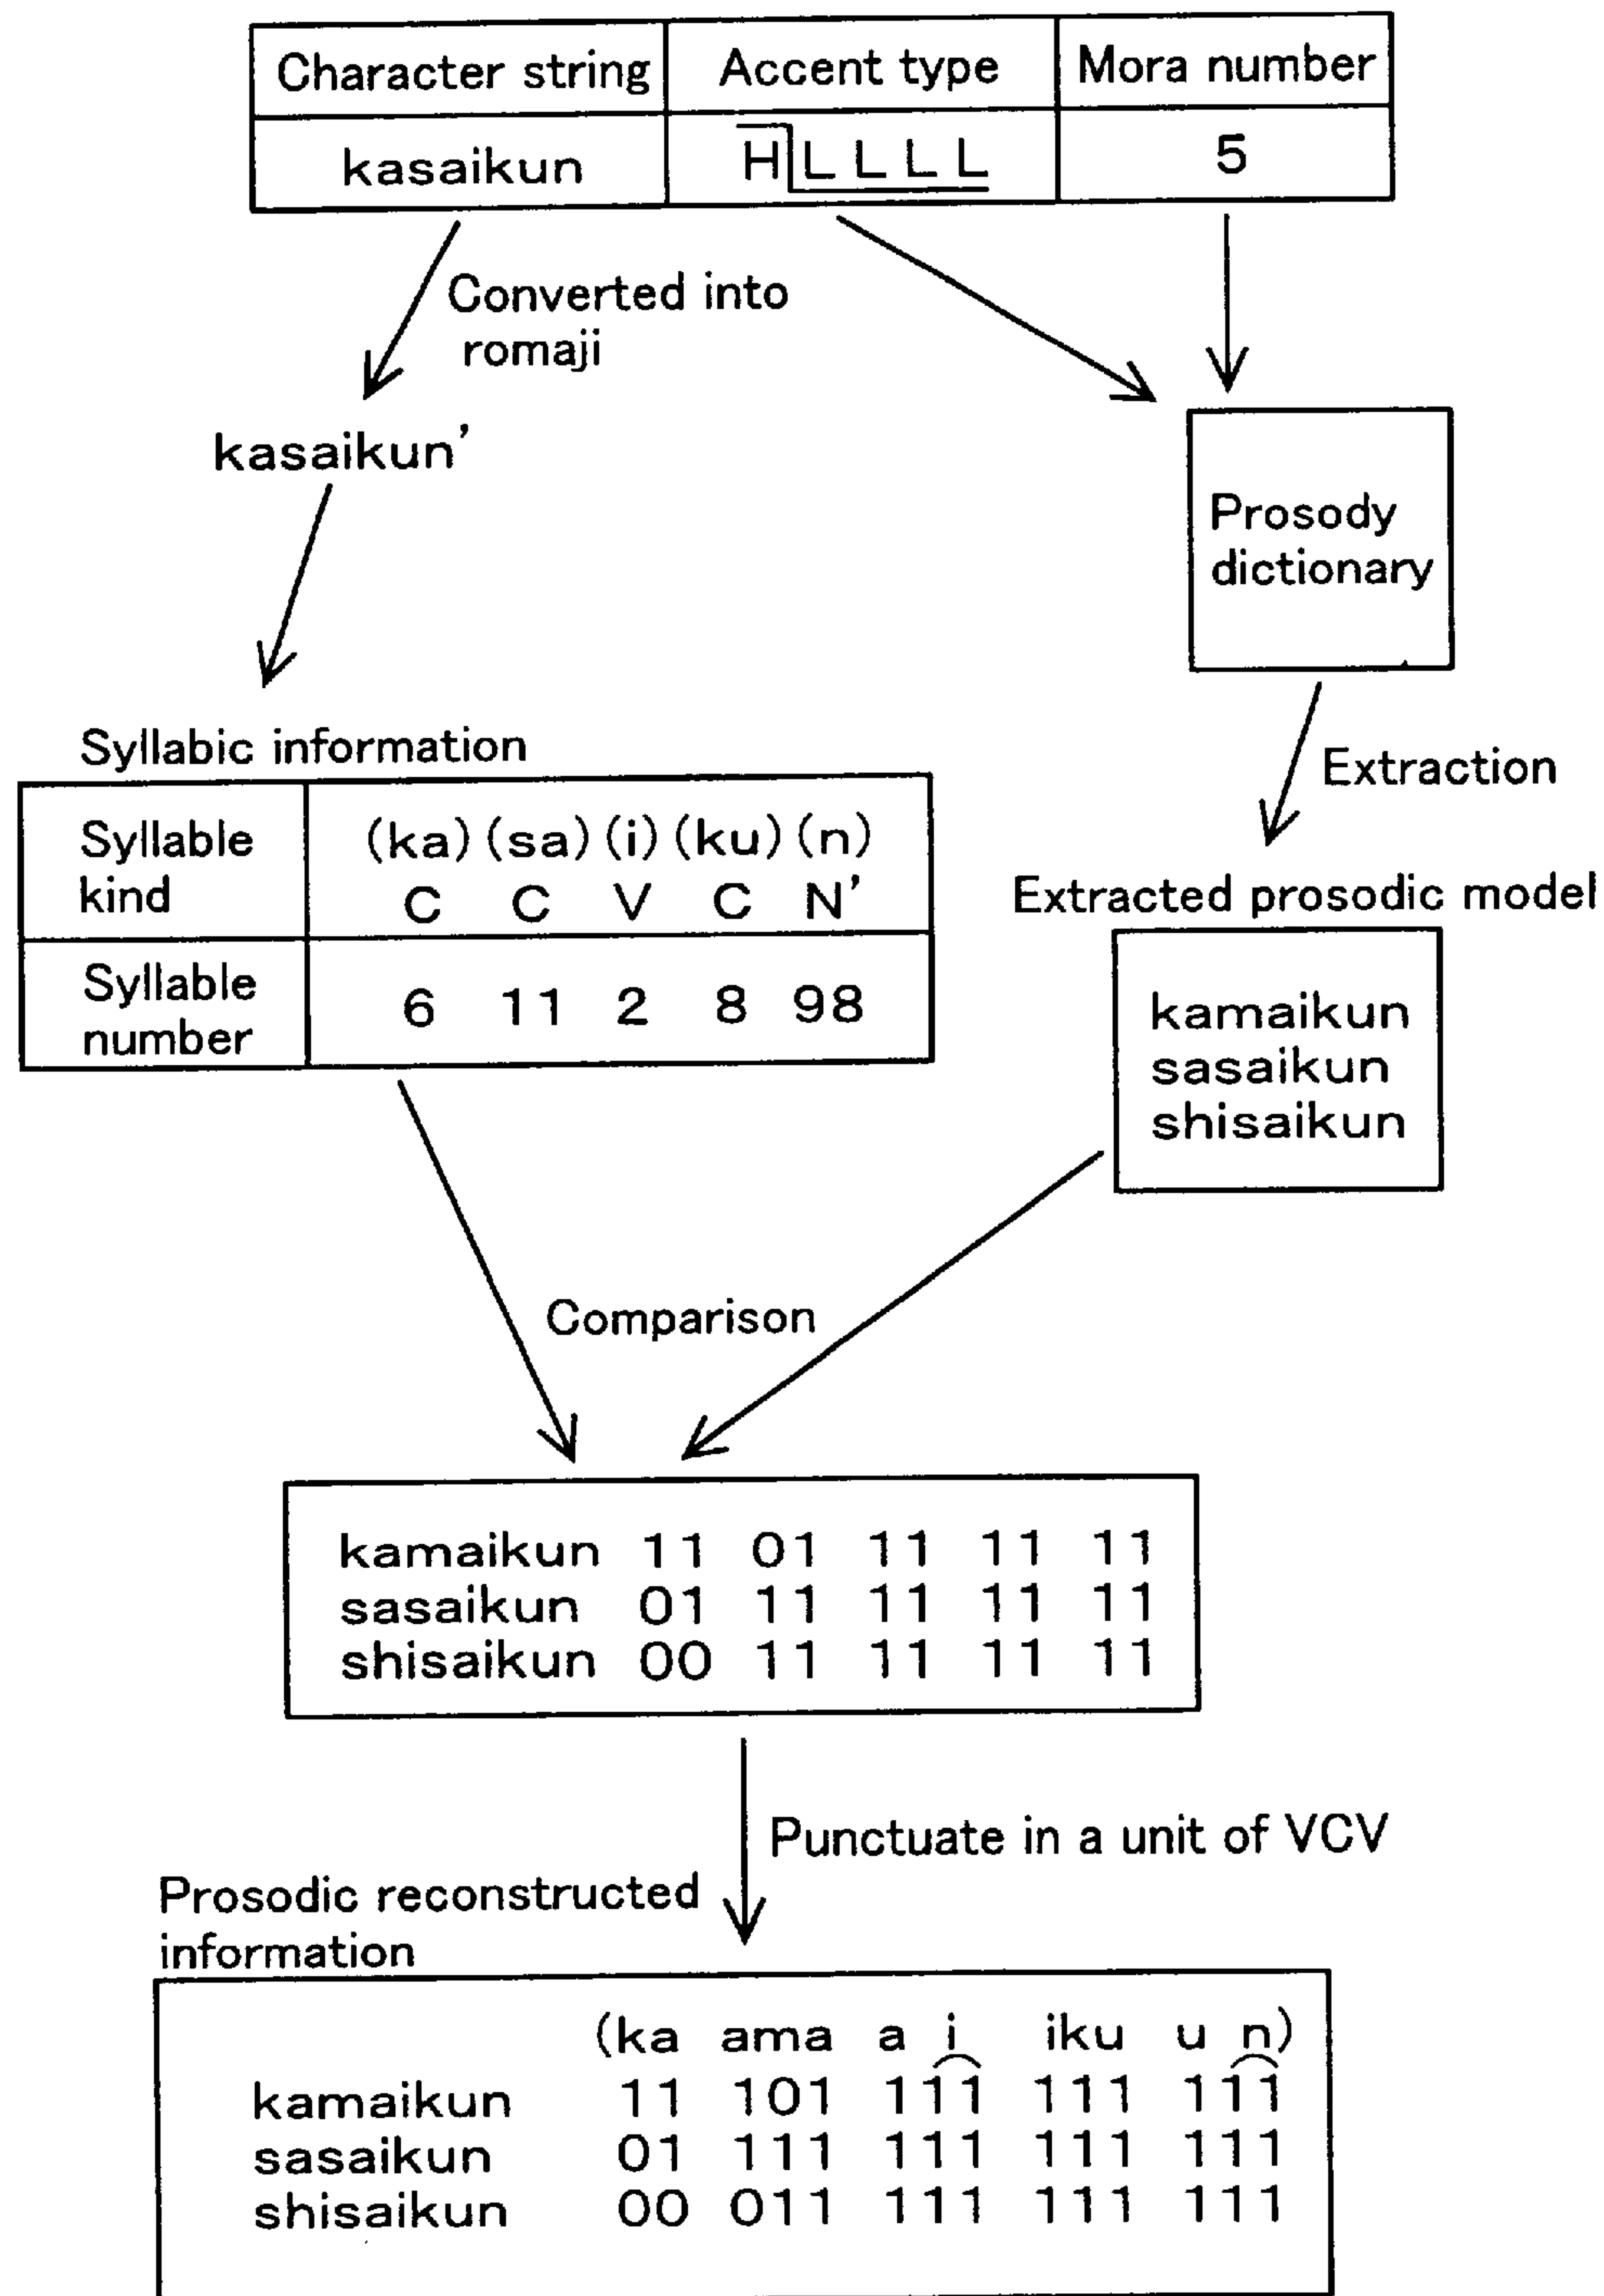 Character string Accent type Mora number
kasaikun H L L L L 5
Converted into
romaji
kasaikun’
Prosody
dictionary
Syllabic information
Extraction
Syllable
kind
(ka) (sa) (i) (ku) (n)
C C V C N’
Syllable
number
6 11 2 8 98
Extracted prosodic model
kamaikun
sasaikun
shisaikun
Comparison
kamaikun 11 01 11 11 11
sasaikun 01 11 11 11 11
shisaikun 00 11 11 11 11
Punctuate in a unit of VCV
Prosodic reconstructed
information
(ka ama a i iku u n)
kamaikun 11 101 111 111 111
sasaikun 01 111 111 111 111
shisaikun 00 011 111 111 111